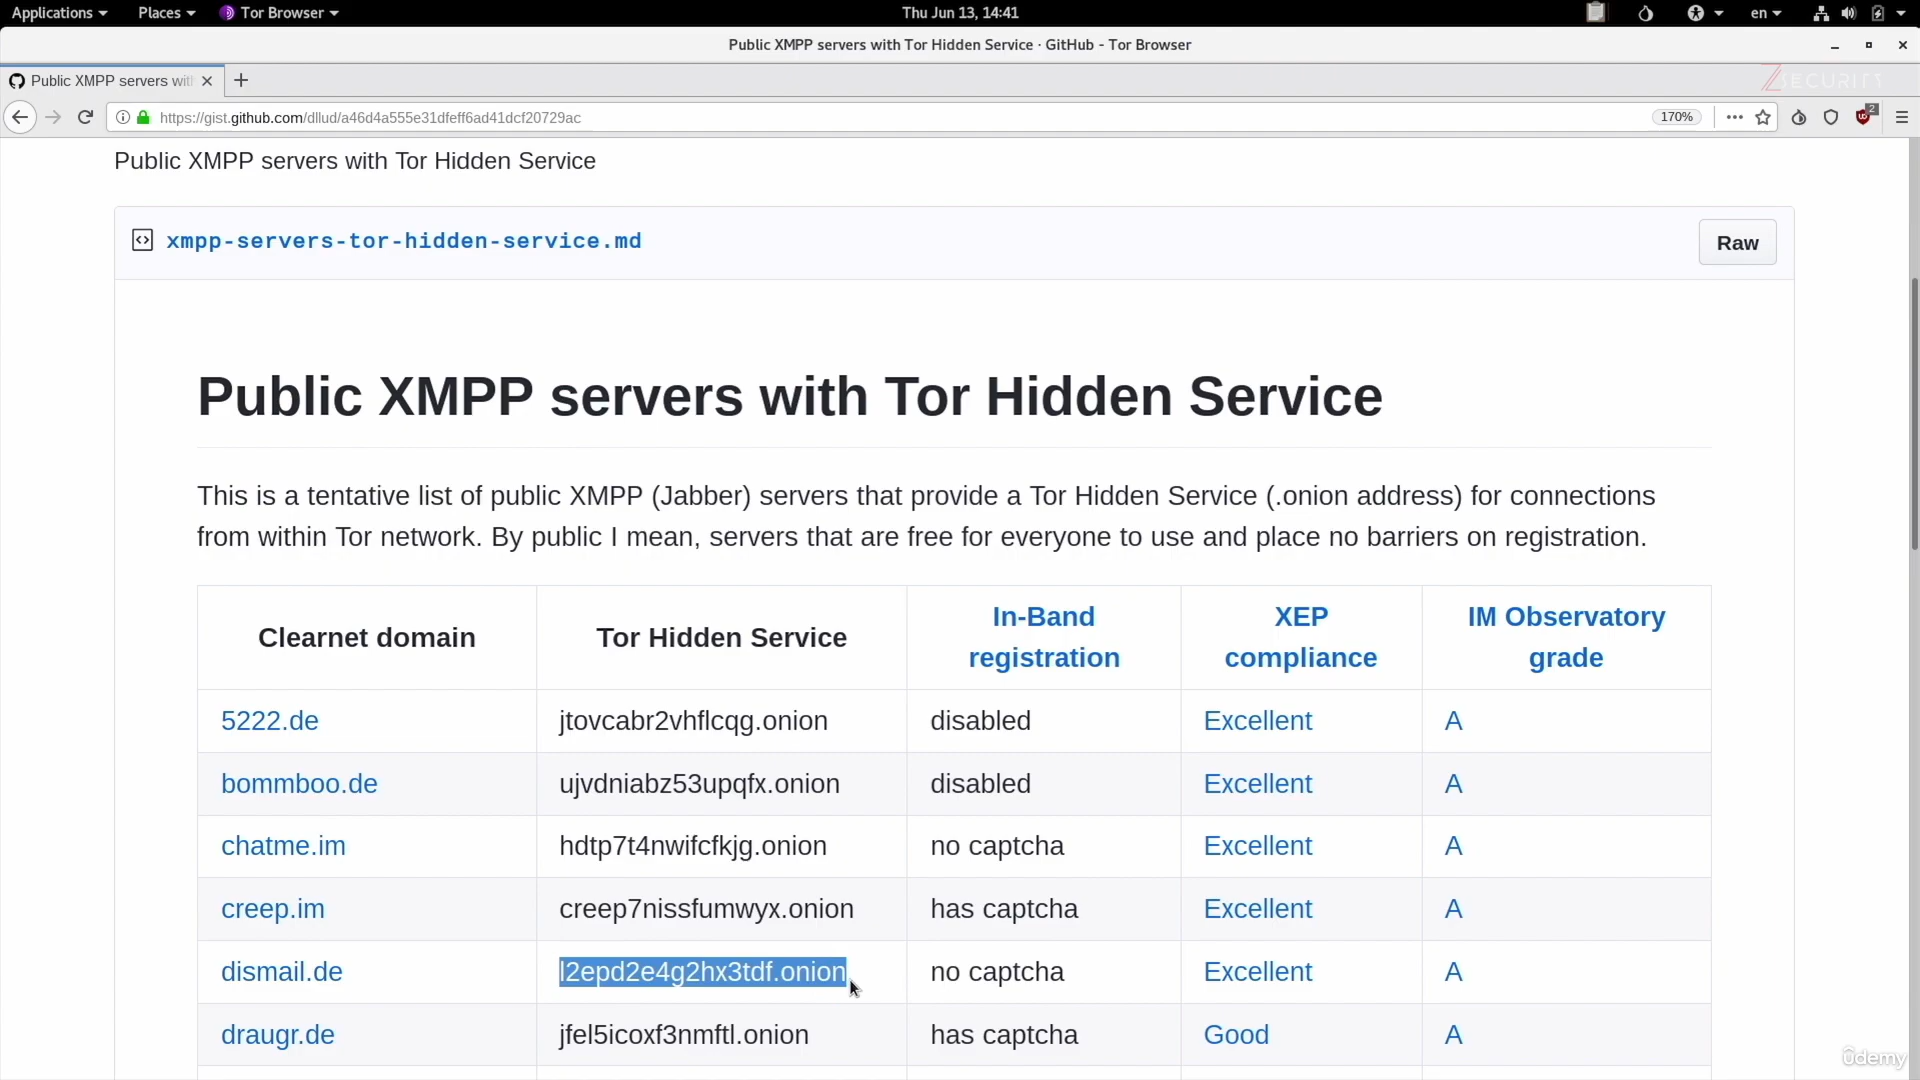 Applications Places Tor Browser Thu Jun 13, 14:41 en
Public XMPP servers with Tor Hidden Service · GitHub - Tor Browser
Public XMPP servers wit
ZSECURITY
https://gist.github.com/dllud/a46d4a555e31dfeff6ad41dcf20729ac 170% 2
Public XMPP servers with Tor Hidden Service
xmpp-servers-tor-hidden-service.md Raw
Public XMPP servers with Tor Hidden Service
This is a tentative list of public XMPP (Jabber) servers that provide a Tor Hidden Service (.onion address) for connections
from within Tor network. By public I mean, servers that are free for everyone to use and place no barriers on registration.
Clearnet domain Tor Hidden Service In-Band registration XEP compliance IM Observatory grade
5222.de jtovcabr2vhflcqg.onion disabled Excellent A
bommboo.de ujvdniabz53upqfx.onion disabled Excellent A
chatme.im hdtp7t4nwifcfkjg.onion no captcha Excellent A
creep.im creep7nissfumwyx.onion has captcha Excellent A
dismail.de l2epd2e4g2hx3tdf.onion no captcha Excellent A
draugr.de jfel5icoxf3nmftl.onion has captcha Good A
ûdemy